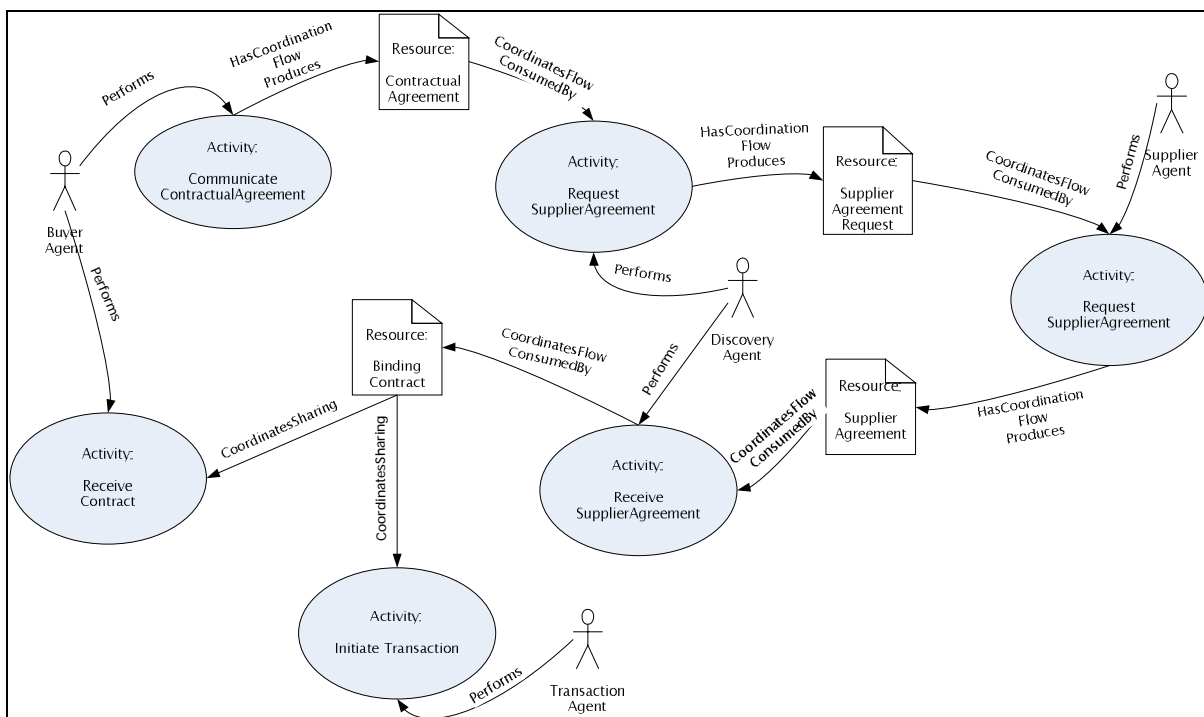 Performs
HasCoordination
Flow
Produces
Resource:
Contractual
Agreement
CoordinatesFlow
ConsumedBy
Activity:
Communicate
ContractualAgreement
Buyer
Agent
Activity:
Request
SupplierAgreement
HasCoordination
Flow
Produces
Resource:
Supplier
Agreement
Request
CoordinatesFlow
ConsumedBy
Performs
Supplier
Agent
Activity:
Request
SupplierAgreement
Performs
Performs
Discovery
Agent
Performs
Resource:
Binding
Contract
CoordinatesFlow
ConsumedBy
Resource:
Supplier
Agreement
HasCoordination
Flow
Produces
CoordinatesFlow
ConsumedBy
CoordinatesSharing
CoordinatesSharing
Activity:
Receive
Contract
Activity:
Receive
SupplierAgreement
Activity:
Initiate Transaction
Performs
Transaction
Agent